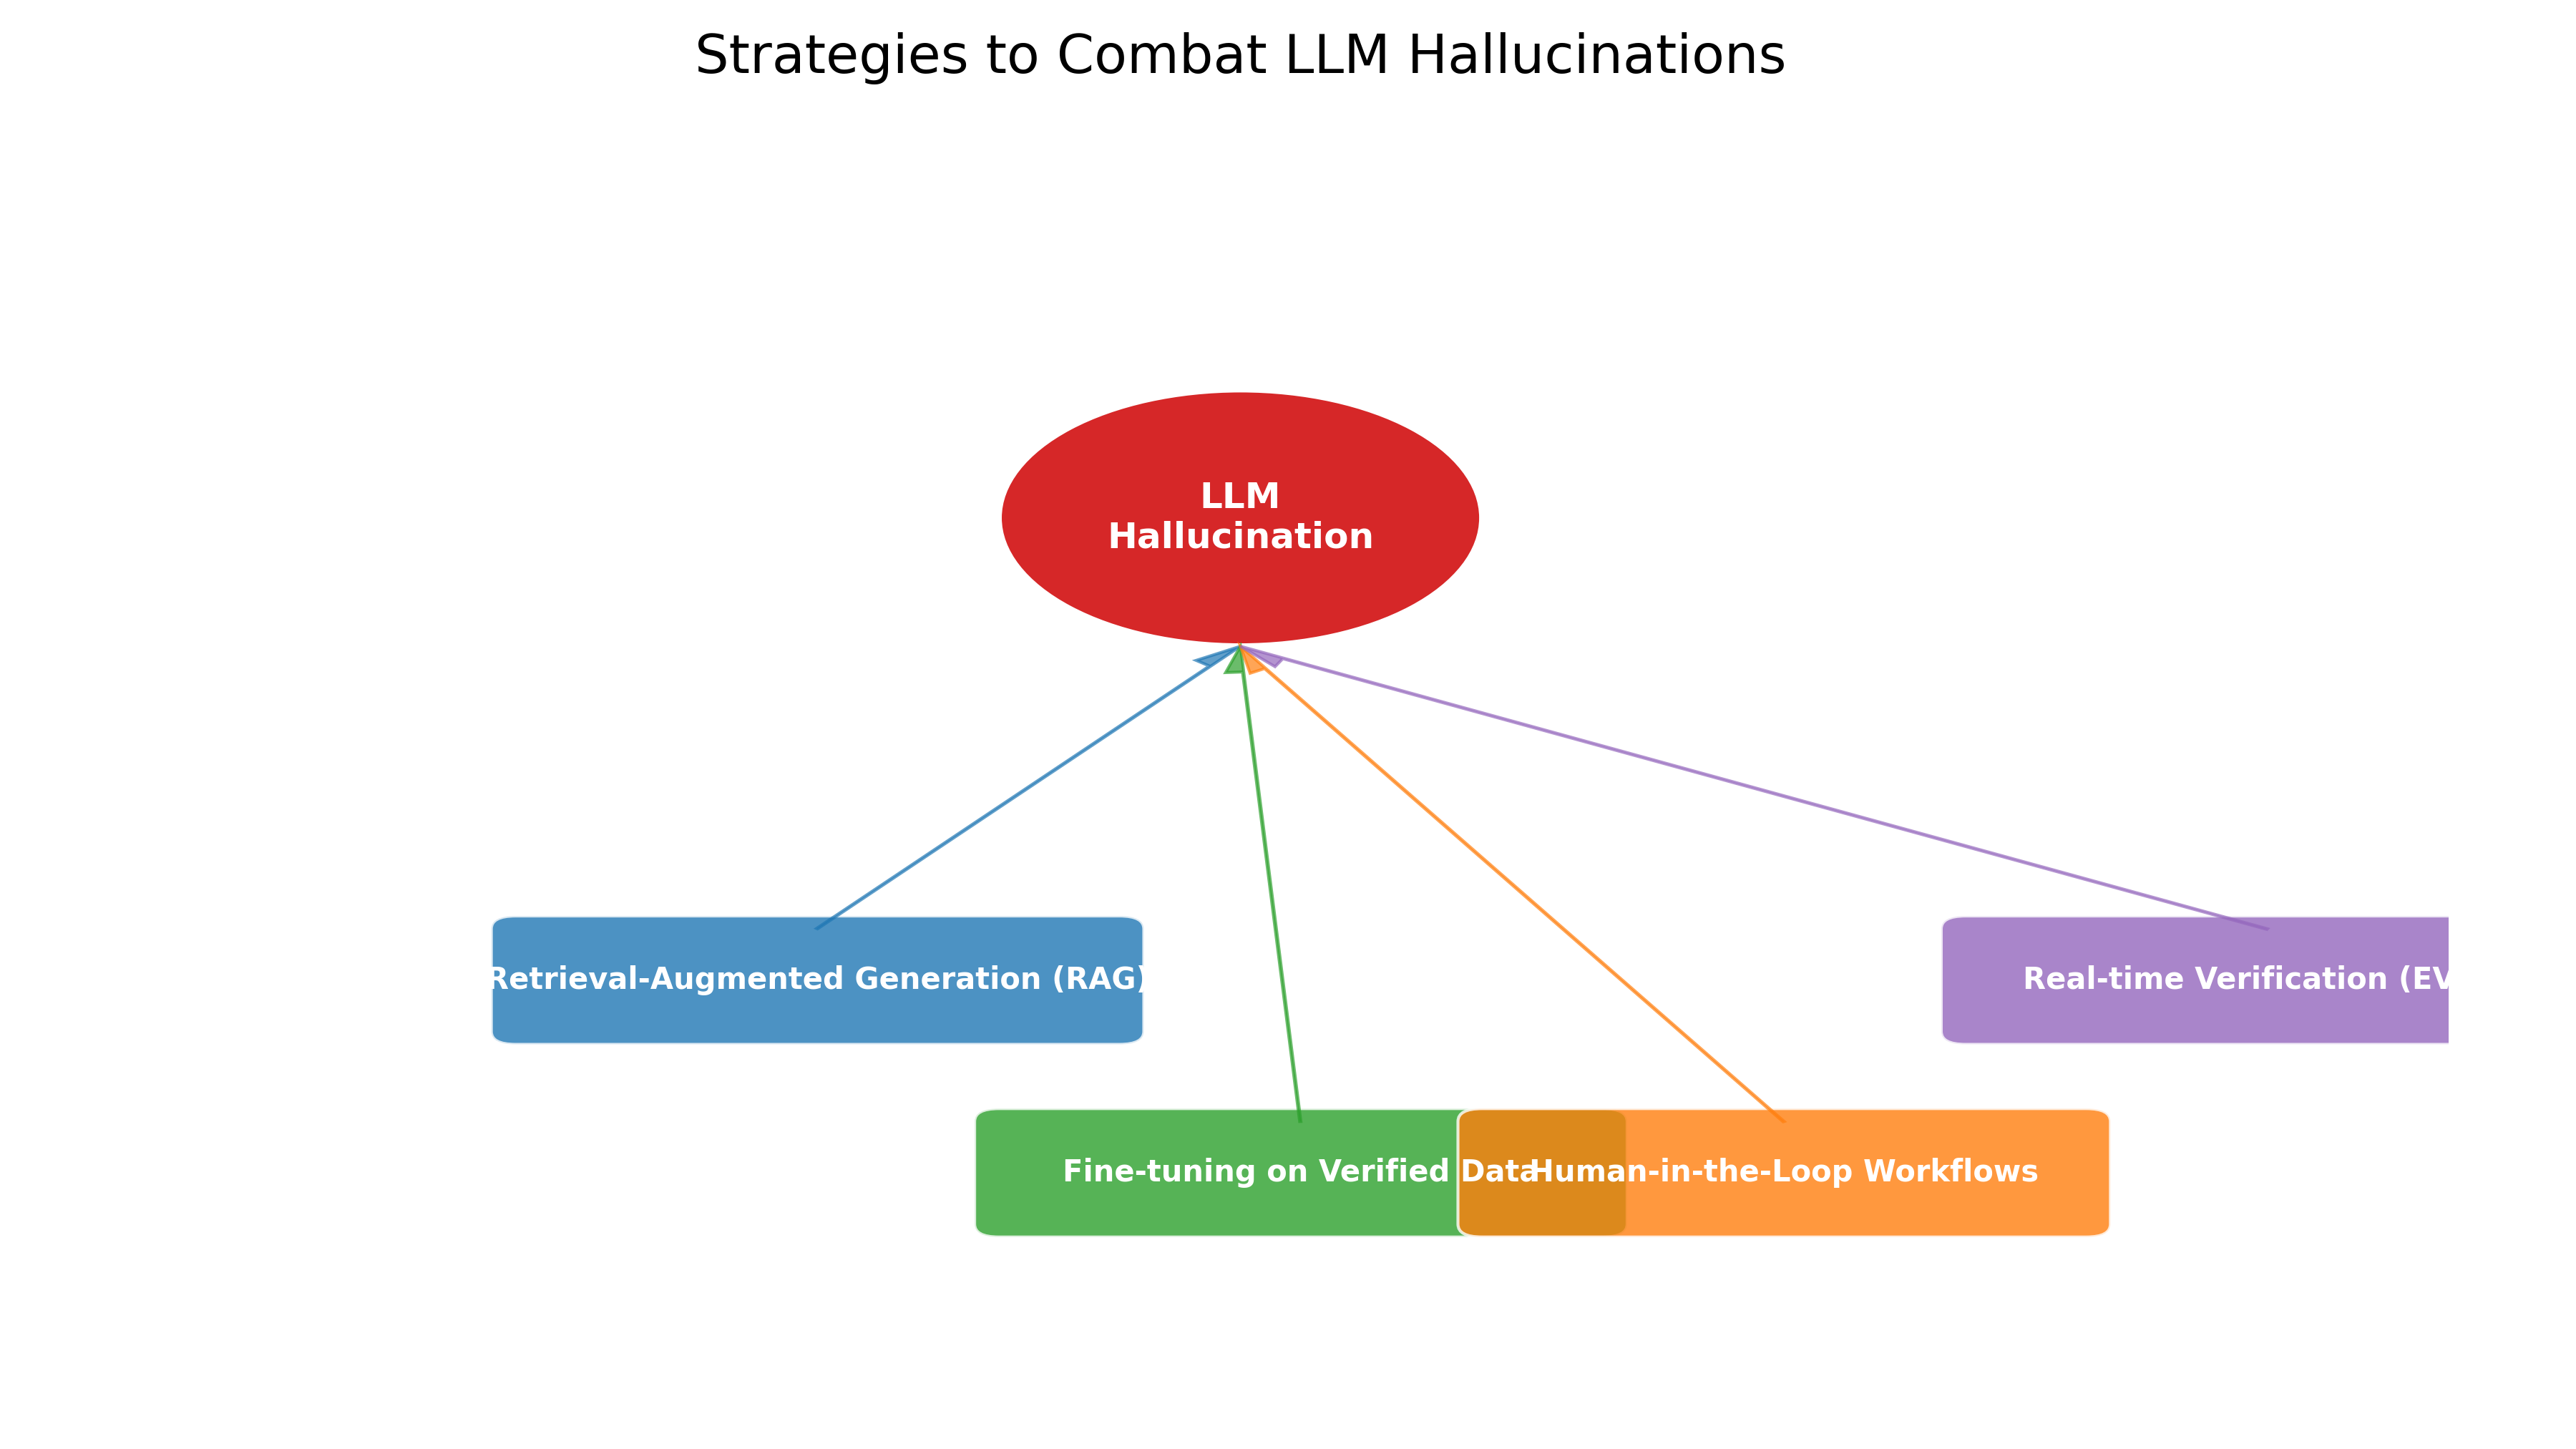 Strategies to Combat LLM Hallucinations
LLM
Hallucination
Retrieval-Augmented Generation (RAG)
Real-time Verification (EV
Fine-tuning on Verified Data
Human-in-the-Loop Workflows